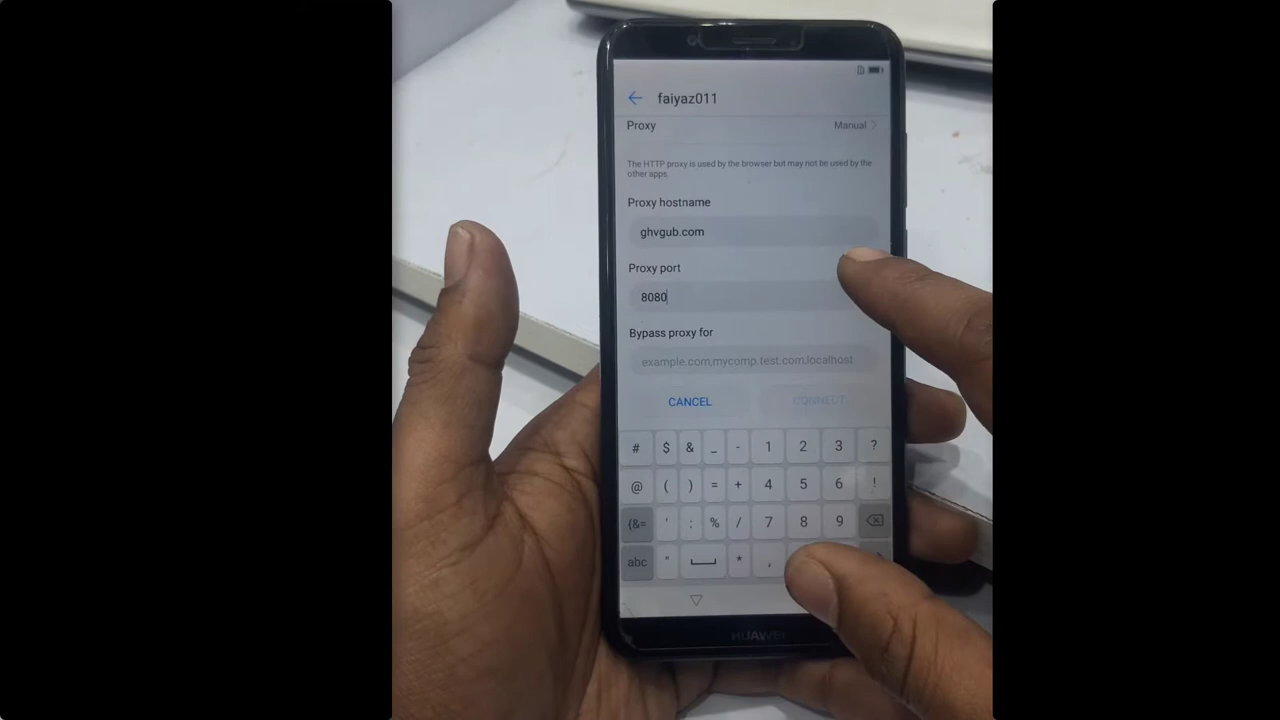 faiyaz011
Proxy Manual
The HTTP proxy is used by the browser but may not be used by the
other apps.
Proxy hostname
ghvgub.com
Proxy port
8080
Bypass proxy for
example.com,mycomp.test.com,localhost
CANCEL CONNECT
# $ & _ - 1 2 3 ?
@ ( ) = + 4 5 6 !
{&= ' : % / 7 8 9
abc " * ,
HUAWEI